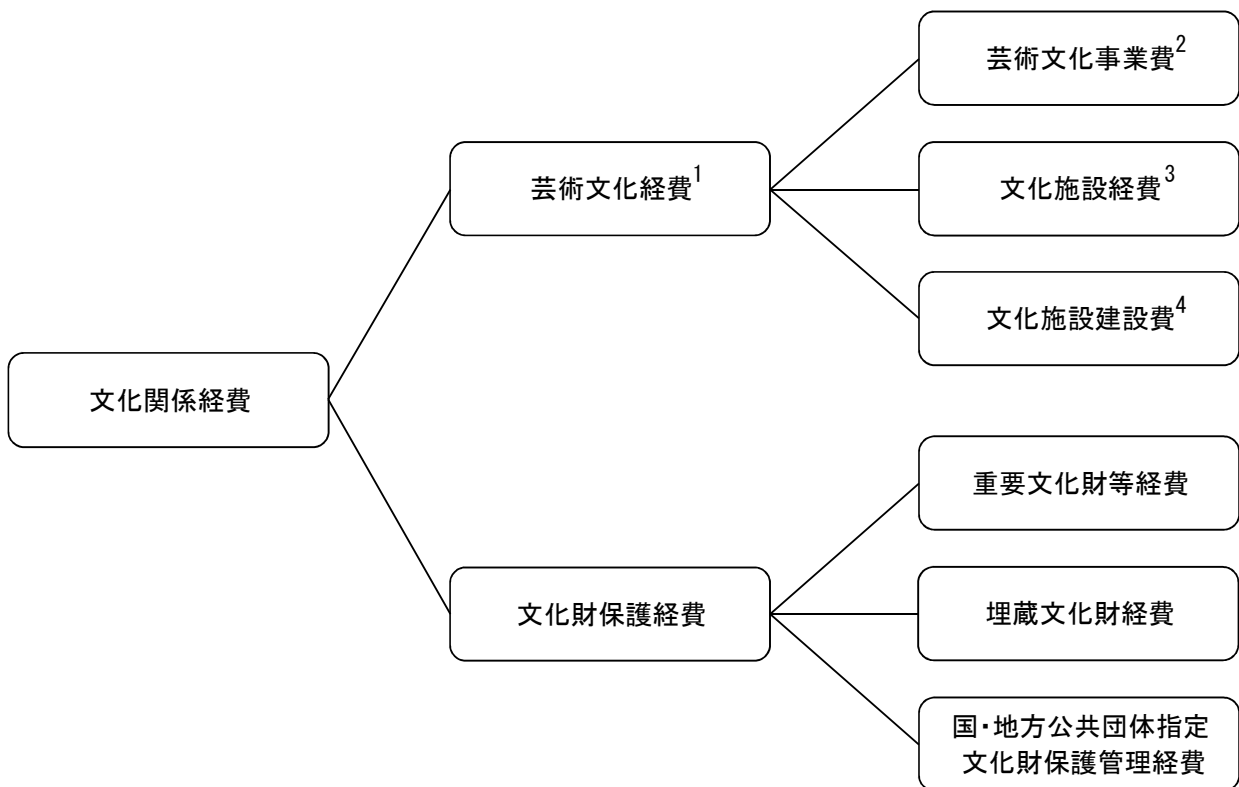 芸術文化事業費2
芸術文化経費1
文化施設経費3
文化施設建設費4
文化関係経費
重要文化財等経費
文化財保護経費
埋蔵文化財経費
国・地方公共団体指定
文化財保護管理経費